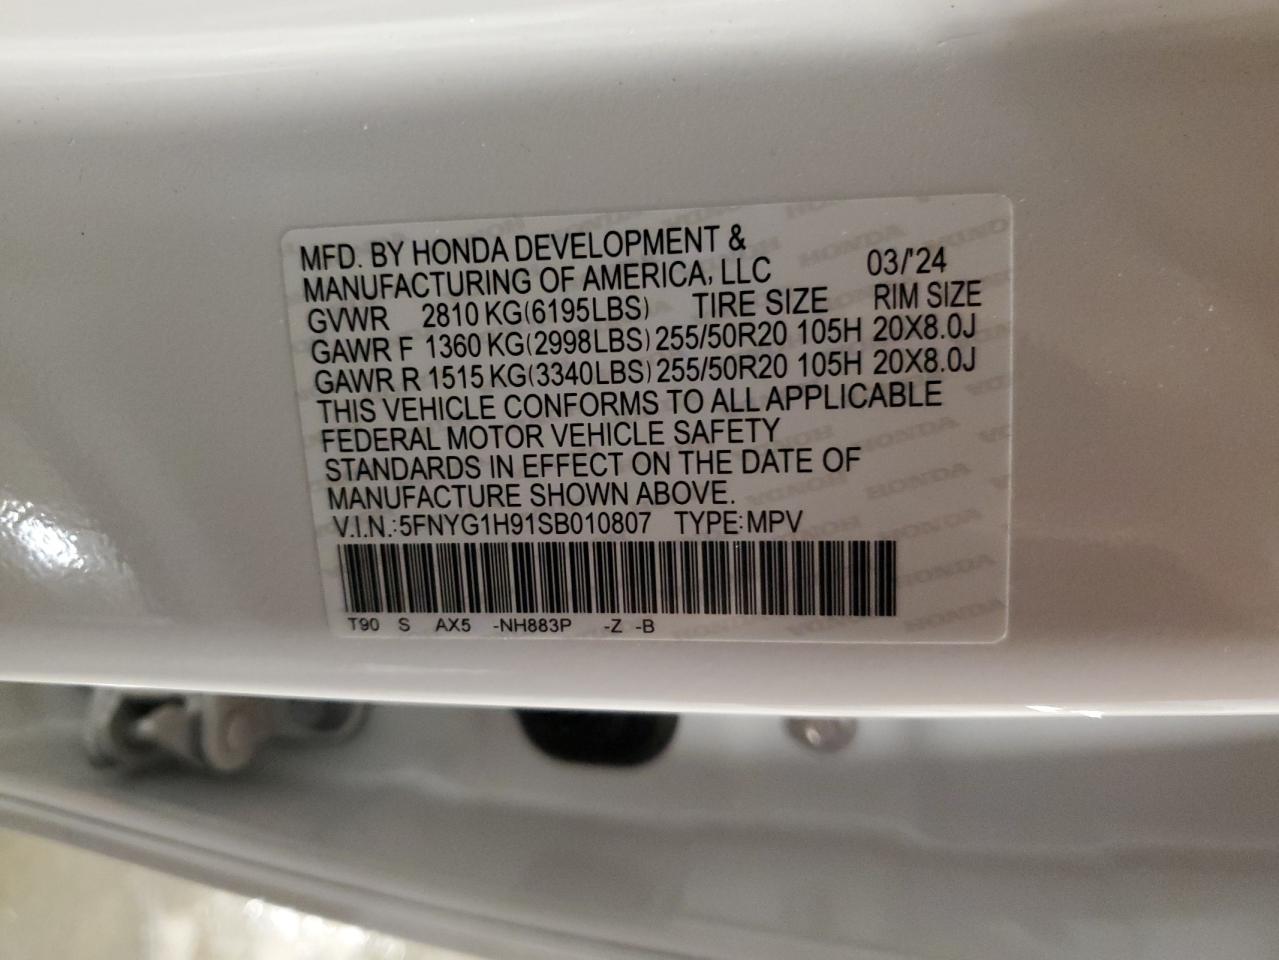 MFD. BY HONDA DEVELOPMENT &
MANUFACTURING OF AMERICA, LLC 03/'24
GVWR 2810 KG(6195LBS) TIRE SIZE RIM SIZE
GAWR F 1360 KG(2998LBS) 255/50R20 105H 20X8.0J
GAWR R 1515 KG(3340LBS) 255/50R20 105H 20X8.0J
THIS VEHICLE CONFORMS TO ALL APPLICABLE
FEDERAL MOTOR VEHICLE SAFETY
STANDARDS IN EFFECT ON THE DATE OF
MANUFACTURE SHOWN ABOVE.
V.I.N.:5FNYG1H91SB010807 TYPE:MPV
T90 S AX5 -NH883P -Z -B